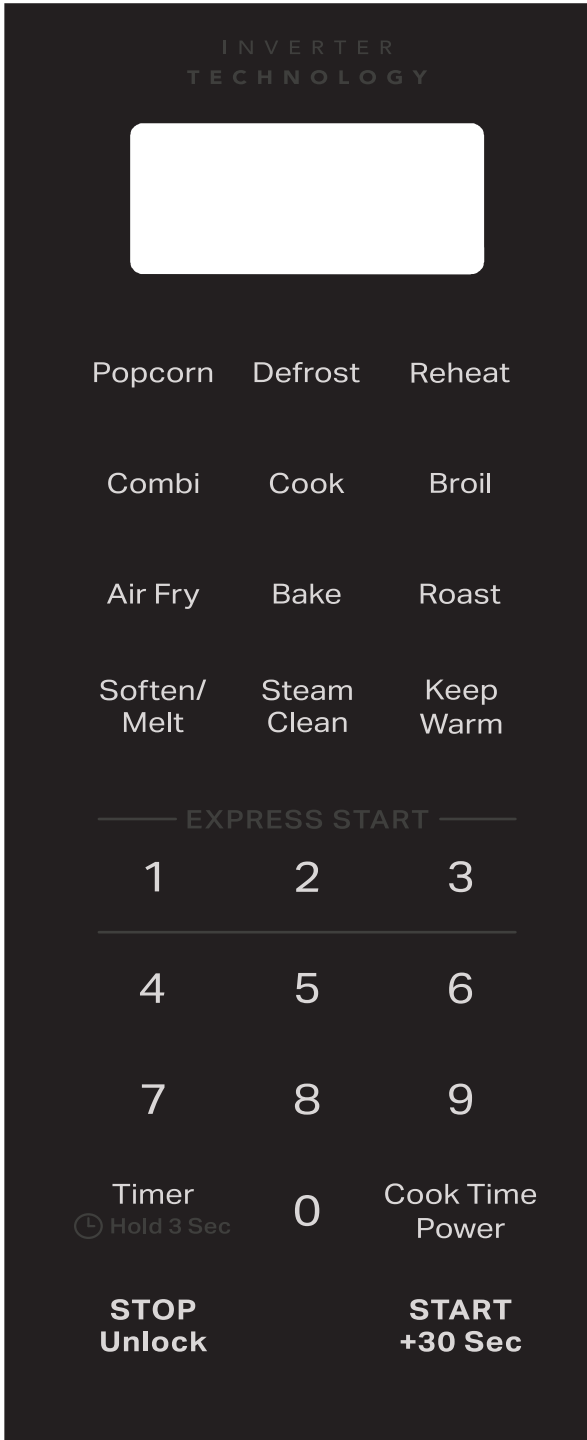 INVERTER
TECHNOLOGY
Popcorn Defrost Reheat
Combi Cook Broil
Air Fry Bake Roast
Soften/ Steam Keep
Melt Clean Warm
EXPRESS START
1 2 3
4 5 6
7 8 9
Timer 0 Cook Time
Hold 3 Sec Power
STOP START
Unlock +30 Sec